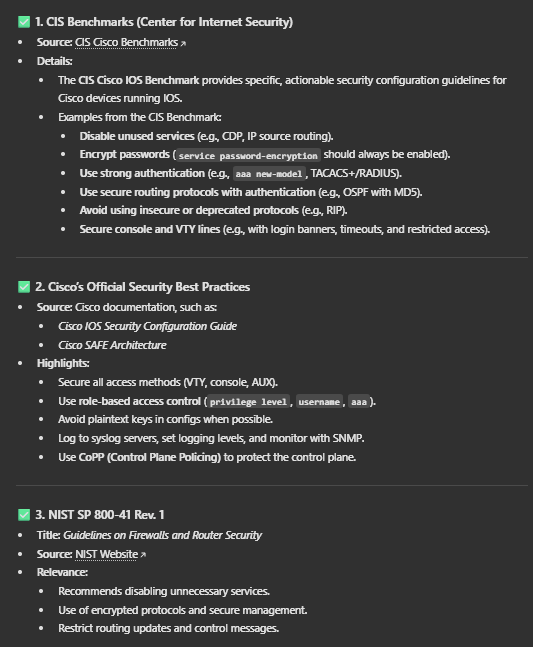 ✅ 1. CIS Benchmarks (Center for Internet Security)
• Source: CIS Cisco Benchmarks ↗
• Details:
• The CIS Cisco IOS Benchmark provides specific, actionable security configuration guidelines for
Cisco devices running IOS.
• Examples from the CIS Benchmark:
• Disable unused services (e.g., CDP, IP source routing).
• Encrypt passwords (service password-encryption should always be enabled).
• Use strong authentication (e.g., aaa new-model, TACACS+/RADIUS).
• Use secure routing protocols with authentication (e.g., OSPF with MD5).
• Avoid using insecure or deprecated protocols (e.g., RIP).
• Secure console and VTY lines (e.g., with login banners, timeouts, and restricted access).
✅ 2. Cisco's Official Security Best Practices
• Source: Cisco documentation, such as:
• Cisco IOS Security Configuration Guide
• Cisco SAFE Architecture
• Highlights:
• Secure all access methods (VTY, console, AUX).
• Use role-based access control (privilege level, username, aaa).
• Avoid plaintext keys in configs when possible.
• Log to syslog servers, set logging levels, and monitor with SNMP.
• Use CoPP (Control Plane Policing) to protect the control plane.
✅ 3. NIST SP 800-41 Rev. 1
• Title: Guidelines on Firewalls and Router Security
• Source: NIST Website ↗
• Relevance:
• Recommends disabling unnecessary services.
• Use of encrypted protocols and secure management.
• Restrict routing updates and control messages.